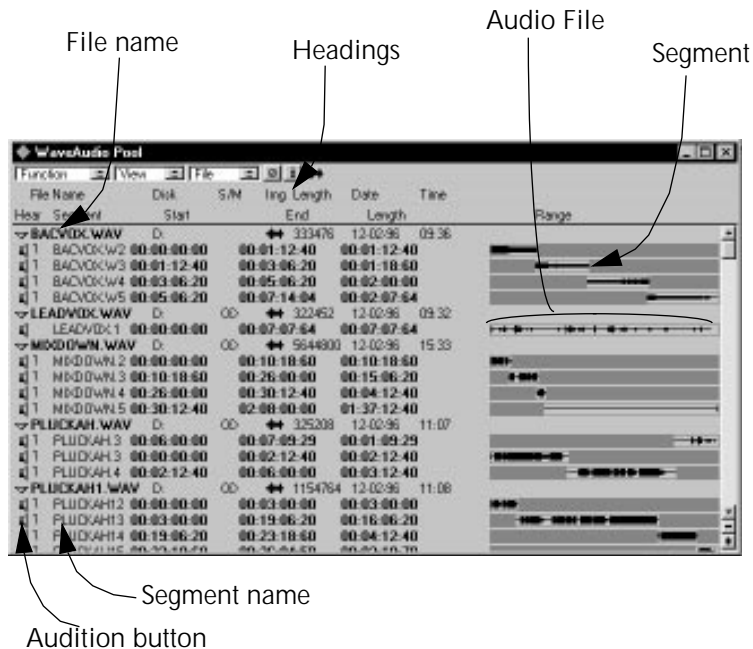 Audio File
File name
Headings
Segment
WaveAudio Pool
Function View File
File Name Disk S/M Img Length Date Time
Hear Segment Start End Length Range
BACVOX.WAV D: 333476 12-02-96 09:36
1 BACVOX.W2 00:00:00:00 00:01:12:40 00:01:12:40
1 BACVOX.W3 00:01:12:40 00:03:06:20 00:01:18:60
1 BACVOX.W4 00:03:06:20 00:05:06:20 00:02:00:00
1 BACVOX.W5 00:05:06:20 00:07:14:04 00:02:07:64
LEADVOX.WAV D: 322452 12-02-96 09:32
LEADVOX.1 00:00:00:00 00:07:07:64 00:07:07:64
MIXDOWN.WAV D: 5644800 12-02-96 15:33
1 MIXDOWN.2 00:00:00:00 00:10:18:60 00:10:18:60
1 MIXDOWN.3 00:10:18:60 00:26:00:00 00:15:06:20
1 MIXDOWN.4 00:26:00:00 00:30:12:40 00:04:12:40
1 MIXDOWN.5 00:30:12:40 02:08:00:00 01:37:12:40
PLUCKAH.WAV D: 325208 12-02-96 11:07
1 PLUCKAH.3 00:06:00:00 00:07:09:29 00:01:09:29
1 PLUCKAH.3 00:00:00:00 00:02:12:40 00:02:12:40
1 PLUCKAH.4 00:02:12:40 00:06:00:00 00:03:12:40
PLUCKAH1.WAV D: 1154764 12-02-96 11:08
1 PLUCKAH12 00:00:00:00 00:03:00:00 00:03:00:00
1 PLUCKAH13 00:03:00:00 00:19:06:20 00:16:06:20
1 PLUCKAH14 00:19:06:20 00:23:18:60 00:04:12:40
Segment name
Audition button